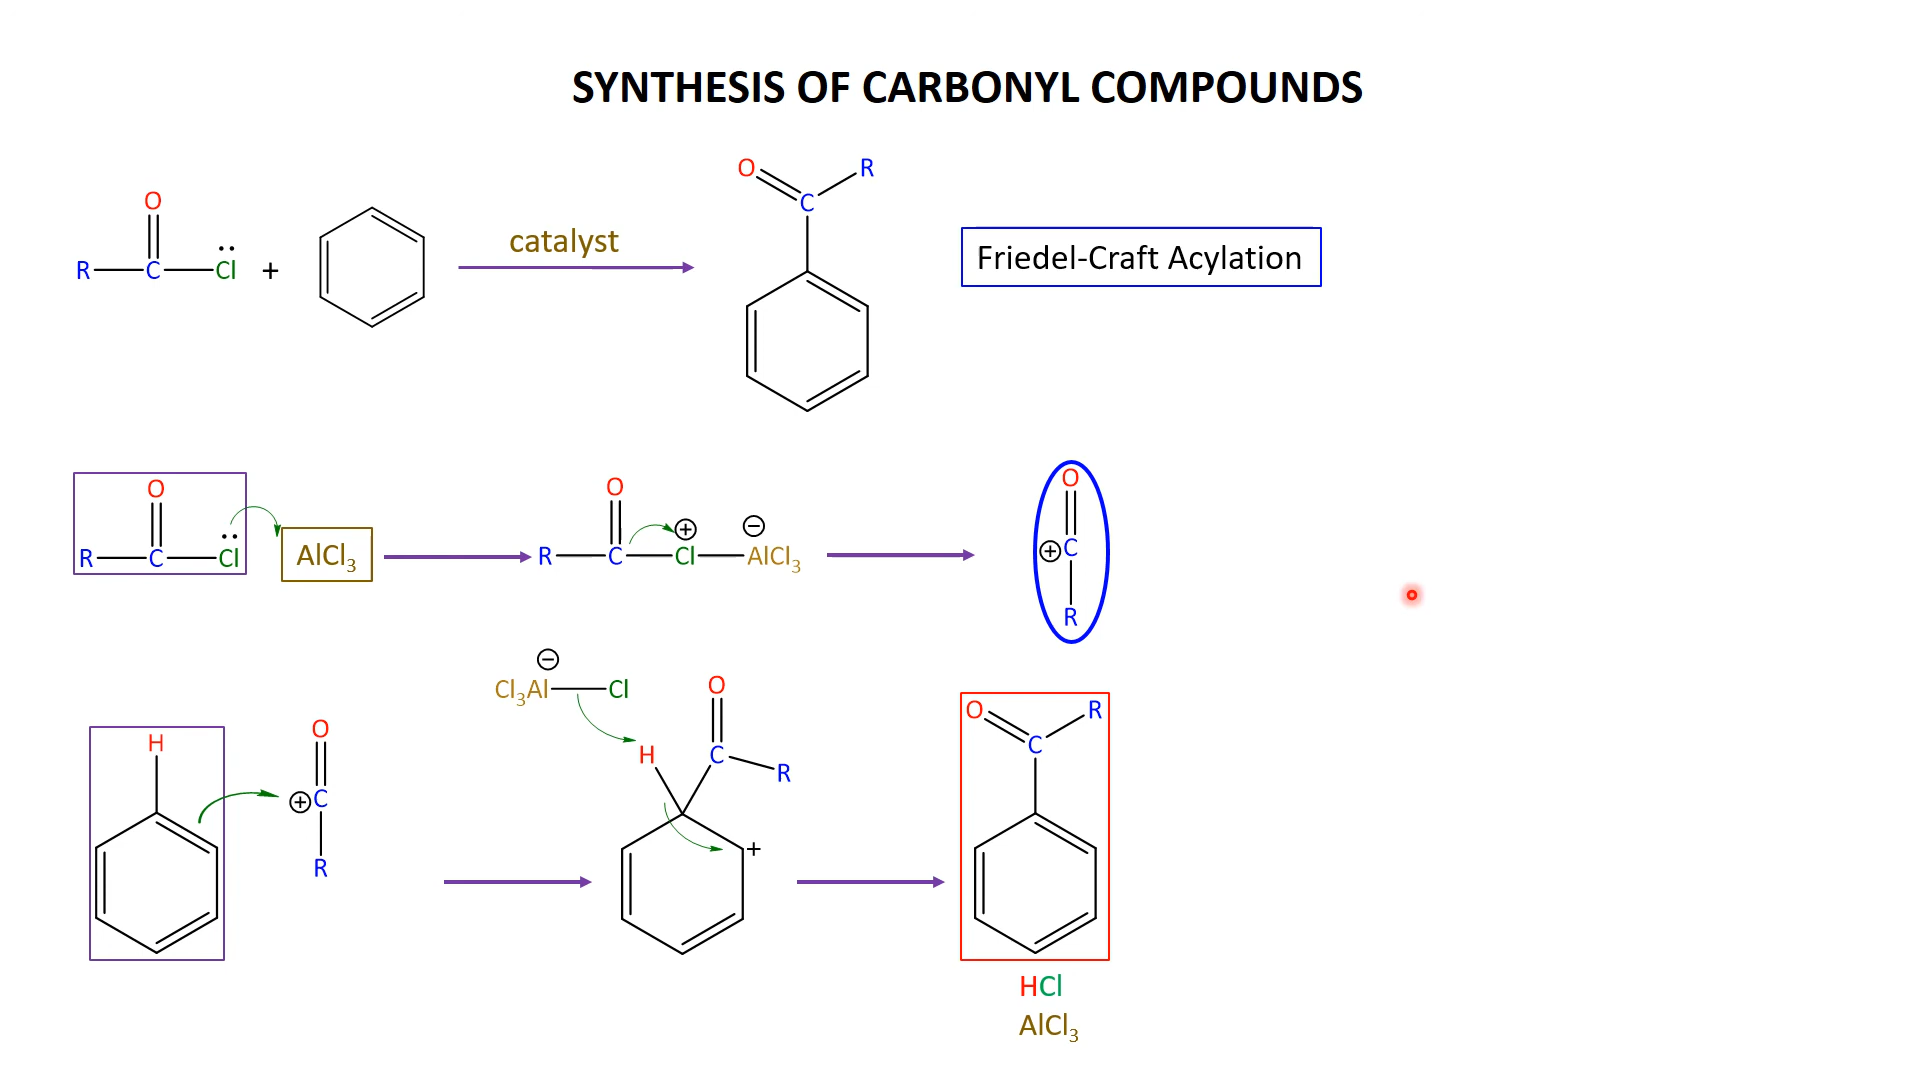 SYNTHESIS OF CARBONYL COMPOUNDS
O
R C Cl +
catalyst
O R
C
Friedel-Craft Acylation
O
R C Cl
AlCl₃
O
R C Cl AlCl₃
O
C
R
Cl₃Al Cl
H
O
C
R
O
H C R
+
O R
C
HCl
AlCl₃